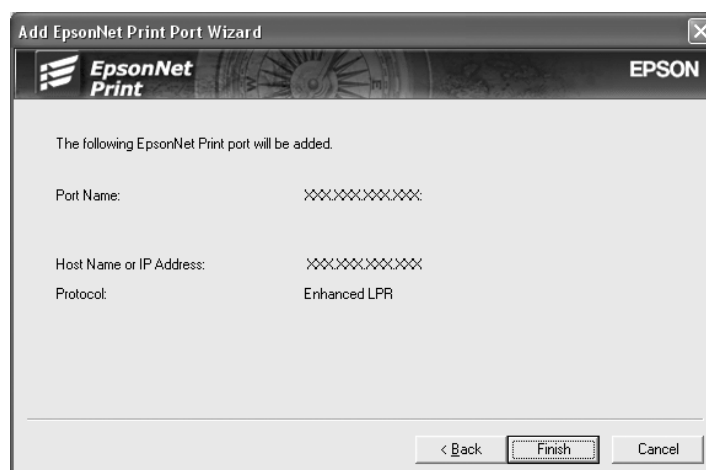 Add EpsonNet Print Port Wizard
EpsonNet
Print
EPSON
The following EpsonNet Print port will be added.
Port Name: XXX.XXX.XXX.XXX:
Host Name or IP Address: XXX.XXX.XXX.XXX
Protocol: Enhanced LPR
< Back Finish Cancel